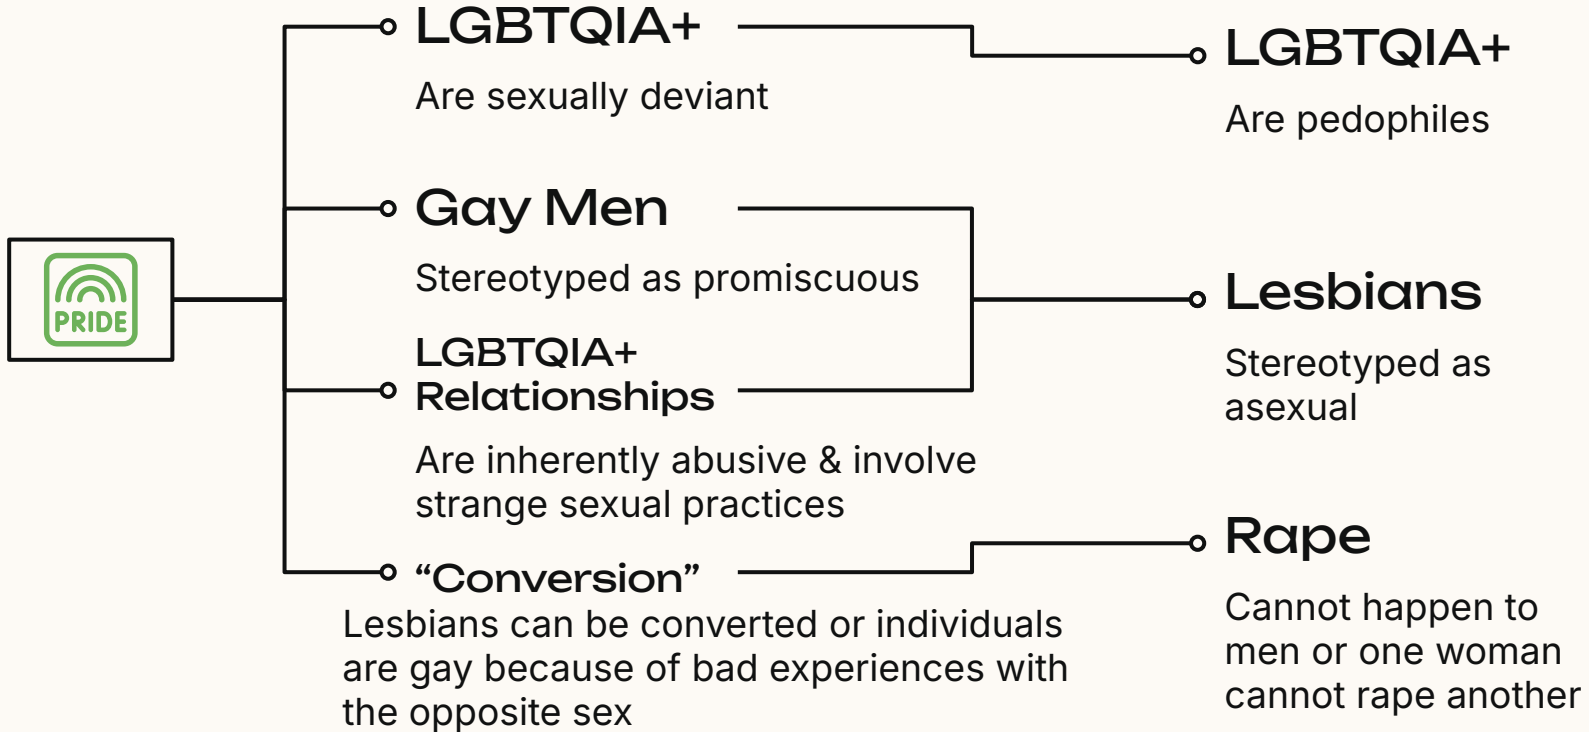 LGBTQIA+
Are sexually deviant
LGBTQIA+
Are pedophiles
Gay Men
Stereotyped as promiscuous
PRIDE
Lesbians
Stereotyped as
asexual
LGBTQIA+
Relationships
Are inherently abusive & involve
strange sexual practices
Rape
Cannot happen to
men or one woman
cannot rape another
“Conversion”
Lesbians can be converted or individuals
are gay because of bad experiences with
the opposite sex